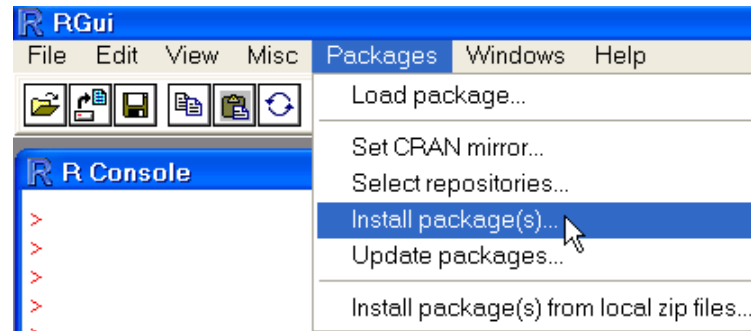 R RGui
File Edit View Misc Packages Windows Help
Load package...
Set CRAN mirror...
Select repositories...
Install package(s)...
Update packages...
Install package(s) from local zip files...
R R Console
>
>
>
>